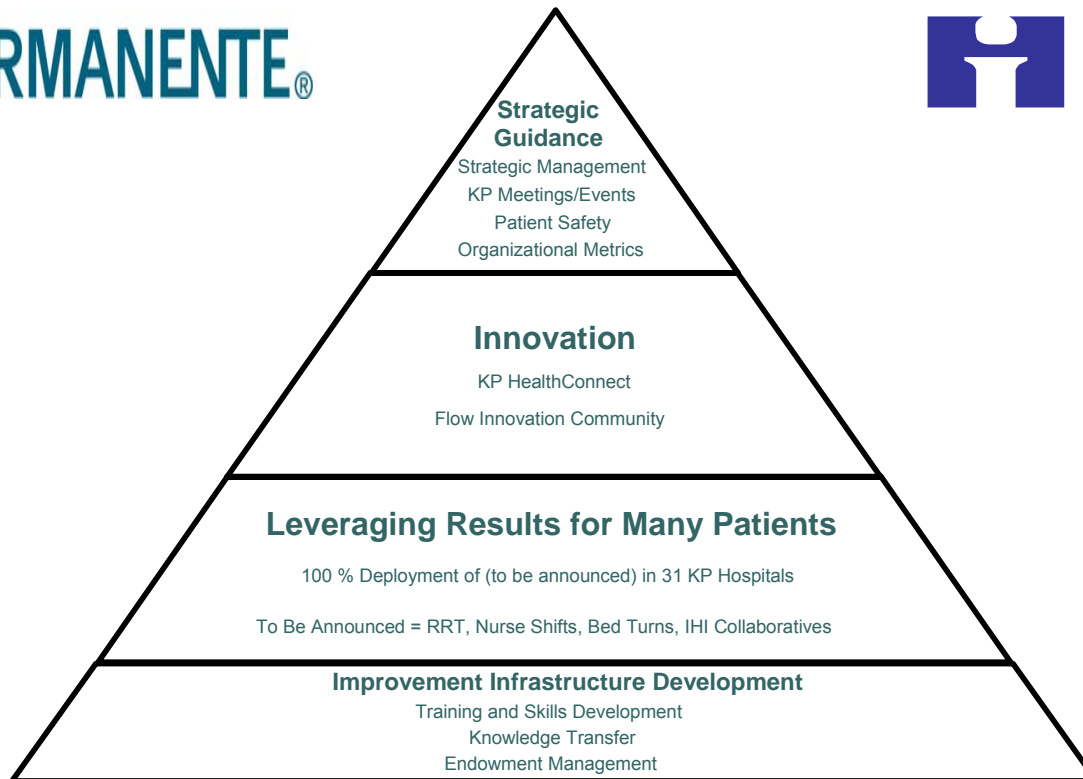 RMANENTE®
Strategic
Guidance
Strategic Management
KP Meetings/Events
Patient Safety
Organizational Metrics
Innovation
KP HealthConnect
Flow Innovation Community
Leveraging Results for Many Patients
100 % Deployment of (to be announced) in 31 KP Hospitals
To Be Announced = RRT, Nurse Shifts, Bed Turns, IHI Collaboratives
Improvement Infrastructure Development
Training and Skills Development
Knowledge Transfer
Endowment Management